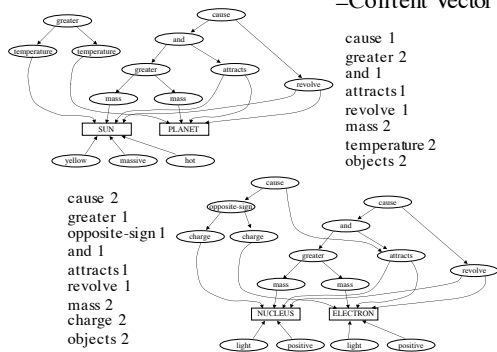 =Content Vector
greater
cause
temperature
temperature
and
greater
attracts
revolve
mass
mass
SUN
PLANET
yellow
massive
hot
cause 1
greater 2
and 1
attracts 1
revolve 1
mass 2
temperature 2
objects 2
cause 2
greater 1
opposite-sign 1
and 1
attracts 1
revolve 1
mass 2
charge 2
objects 2
cause
opposite-sign
cause
charge
charge
and
greater
attracts
revolve
mass
mass
NUCLEUS
ELECTRON
light
positive
light
positive